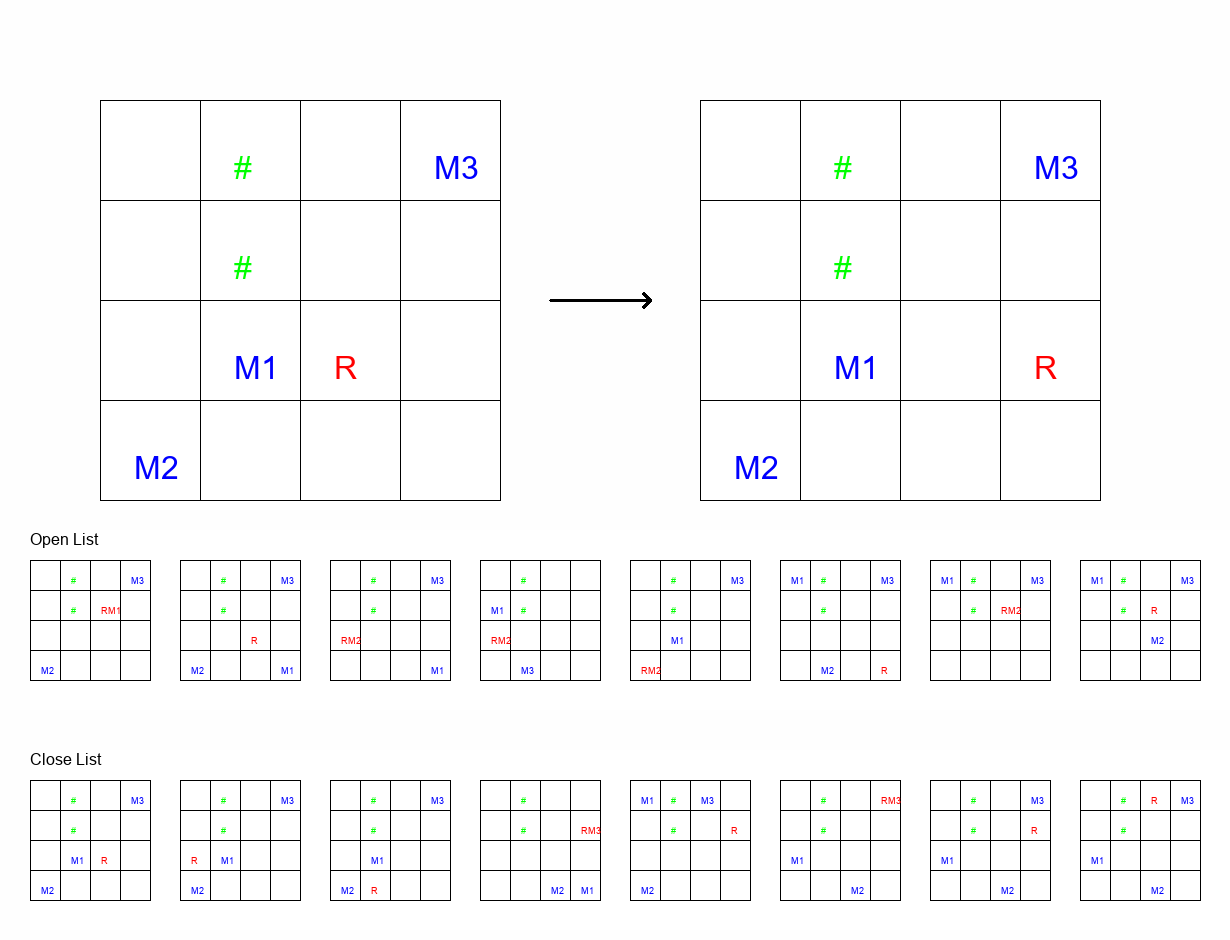 # M3 # M3
# #
M1 R M1 R
M2 M2
Open List
# M3 # M3 # M3 # # M3 M1 # M3 M1 # M3 M1 # M3
# RM1 # # M1 # # # # RM2 # R
R RM2 RM2 M1 M2
M2 M2 M1 M1 M3 RM2 M2 R
Close List
# M3 # M3 # M3 # M1 # M3 # RM3 # M3 # R M3
# # # # RM3 # R # # R #
M1 R R M1 M1 M1 M1 M1
M2 M2 M2 R M2 M1 M2 M2 M2 M2